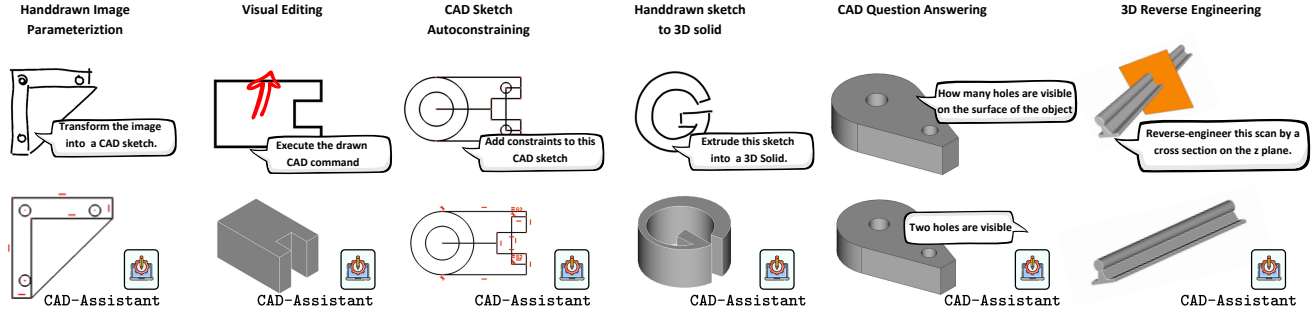 Handdrawn Image
Parameteriztion
Visual Editing
CAD Sketch
Autoconstraining
Handdrawn sketch
to 3D solid
CAD Question Answering
3D Reverse Engineering
Transform the image
into a CAD sketch.
Execute the drawn
CAD command
Add constraints to this
CAD sketch
Extrude this sketch
into a 3D Solid.
How many holes are visible
on the surface of the object
Reverse-engineer this scan by a
cross section on the z plane.
Two holes are visible
CAD-Assistant
CAD-Assistant
CAD-Assistant
CAD-Assistant
CAD-Assistant
CAD-Assistant